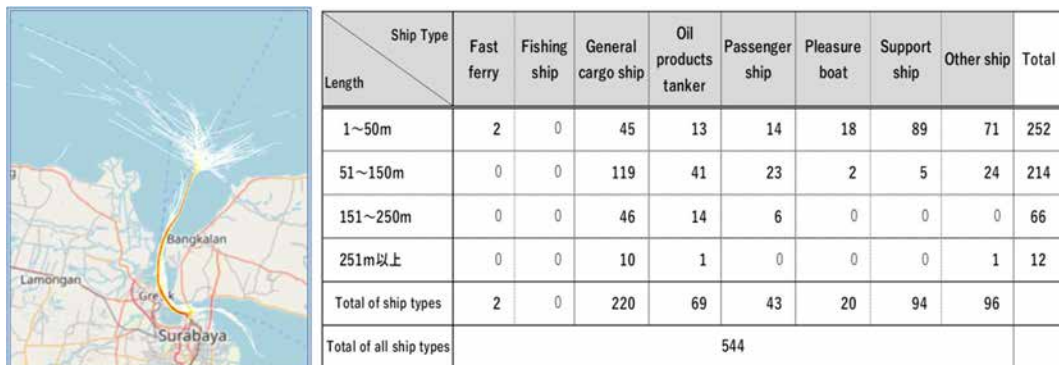 Bangkalan
Lamongan
Surabaya
Ship Type
Length
Fast ferry
Fishing ship
General cargo ship
Oil products tanker
Passenger ship
Pleasure boat
Support ship
Other ship
Total
1～50m 2 0 45 13 14 18 89 71 252
51～150m 0 0 119 41 23 2 5 24 214
151～250m 0 0 46 14 6 0 0 0 66
251m以上 0 0 10 1 0 0 0 1 12
Total of ship types 2 0 220 69 43 20 94 96
Total of all ship types 544